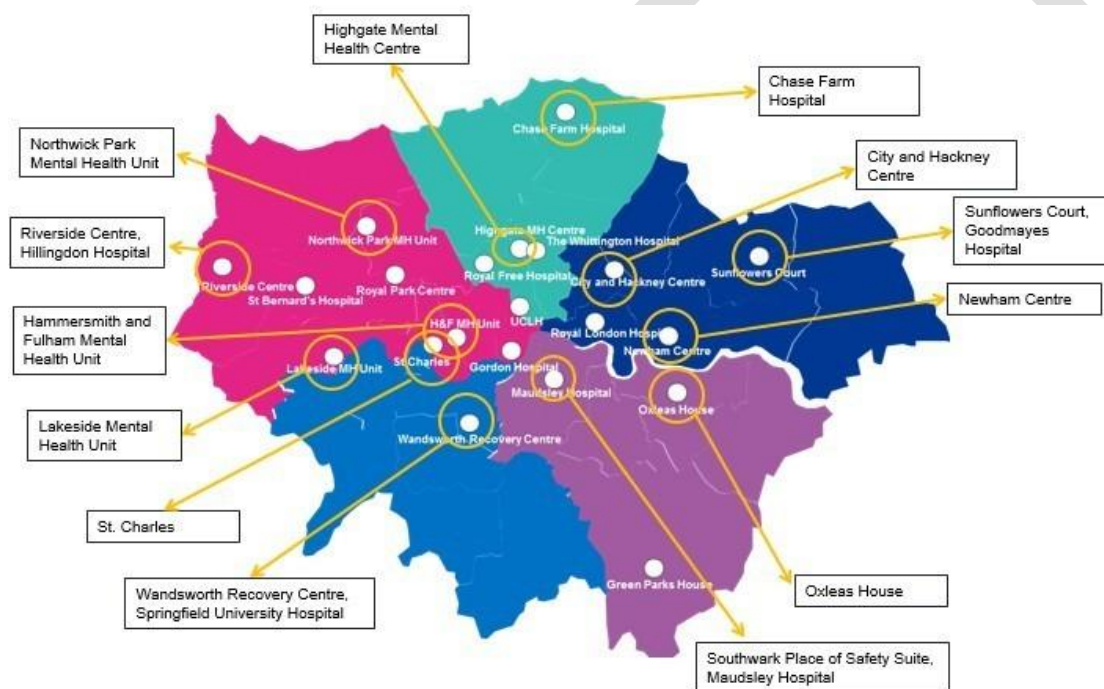 Highgate Mental
Health Centre
Chase Farm
Hospital
Chase Farm Hospital
Northwick Park
Mental Health Unit
City and Hackney
Centre
Sunflowers Court,
Goodmayes
Hospital
Riverside Centre,
Hillingdon Hospital
Highgate MH Centre
Northwick Park MH Unit
The Whittington Hospital
Sunflowers Court
Royal Free Hospital
City and Hackney Centre
Riverside Centre
Royal Park Centre
St Bernard's Hospital
Newham Centre
Hammersmith and
Fulham Mental
Health Unit
UCLH
H&F MH Unit
Royal London Hospital
Newham Centre
St Charles
Gordon Hospital
Lakeside MH Unit
Maudsley Hospital
Oxleas House
Lakeside Mental
Health Unit
Wandsworth Recovery Centre
St. Charles
Green Parks House
Wandsworth Recovery Centre,
Springfield University Hospital
Oxleas House
Southwark Place of Safety Suite,
Maudsley Hospital